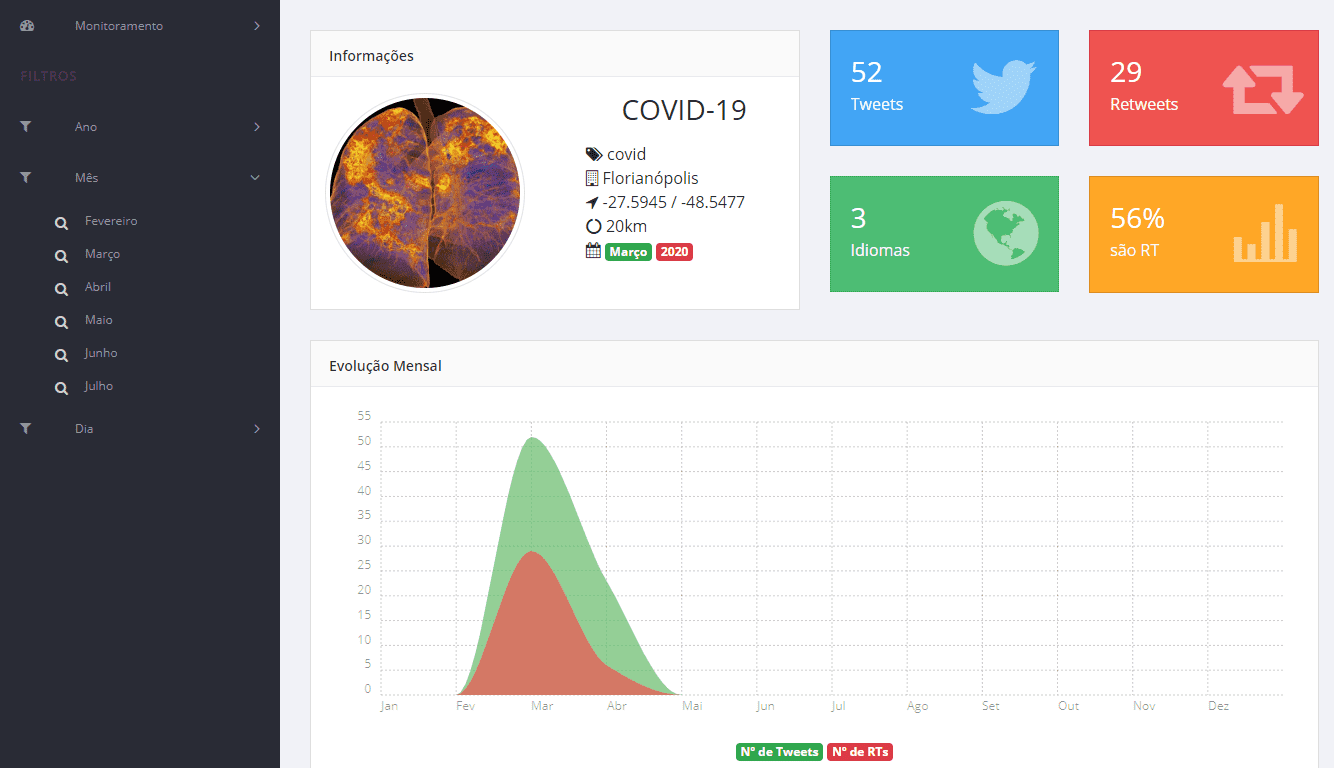 Monitoramento
FILTROS
Ano
Mês
Fevereiro
Março
Abril
Maio
Junho
Julho
Dia
Informações
COVID-19
covid
Florianópolis
-27.5945 / -48.5477
20km
Março 2020
52
Tweets
29
Retweets
3
Idiomas
56%
são RT
Evolução Mensal
55
50
45
40
35
30
25
20
15
10
5
0
Jan Fev Mar Abr Mai Jun Jul Ago Set Out Nov Dez
Nº de Tweets Nº de RTs